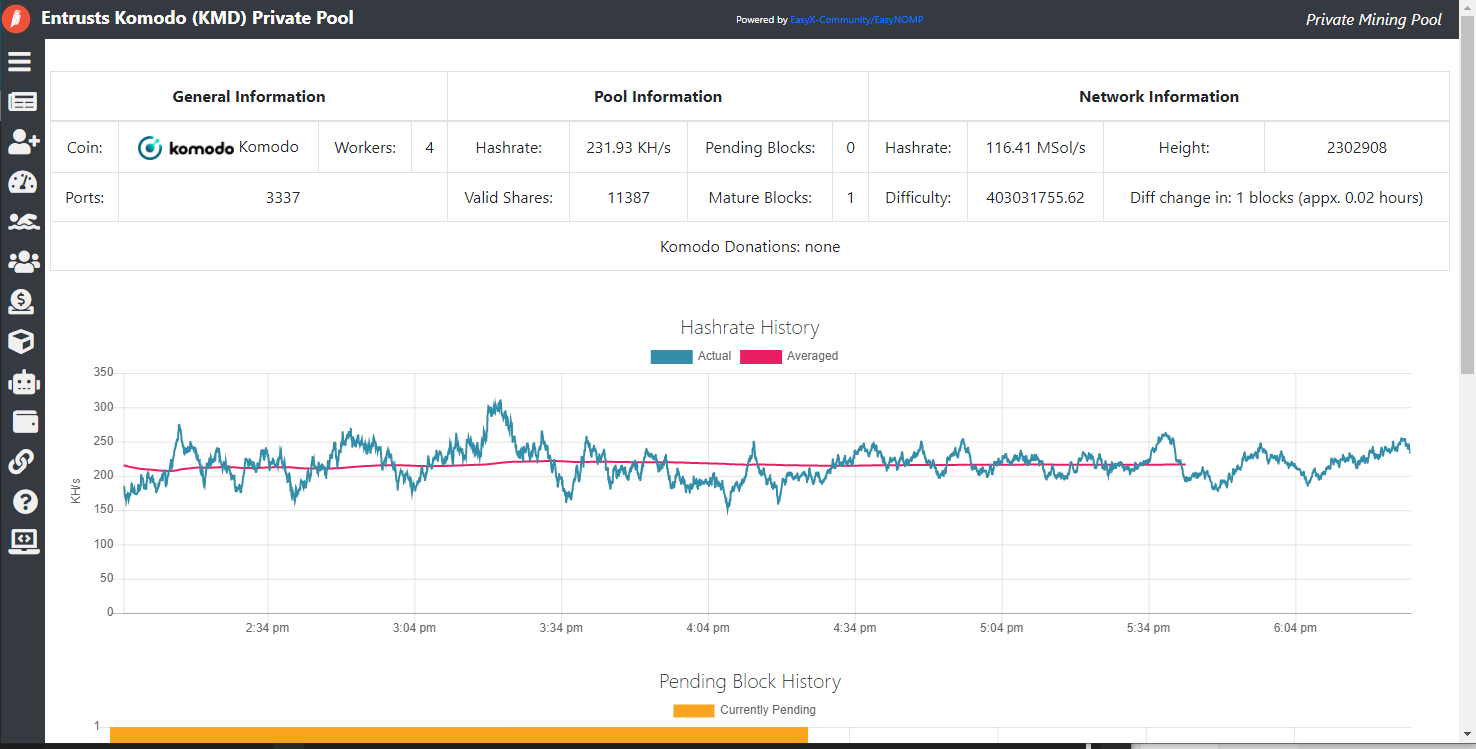 Entrusts Komodo (KMD) Private Pool
Powered by EasyX-Community/EasyNOMP
Private Mining Pool
General Information Pool Information Network Information
Coin: komodo Komodo Workers: 4 Hashrate: 231.93 KH/s Pending Blocks: 0 Hashrate: 116.41 MSol/s Height: 2302908
Ports: 3337 Valid Shares: 11387 Mature Blocks: 1 Difficulty: 403031755.62 Diff change in: 1 blocks (appx. 0.02 hours)
Komodo Donations: none
Hashrate History
Actual Averaged
350
300
250
200
150
100
50
0
KH/s
2:34 pm 3:04 pm 3:34 pm 4:04 pm 4:34 pm 5:04 pm 5:34 pm 6:04 pm
Pending Block History
Currently Pending
1